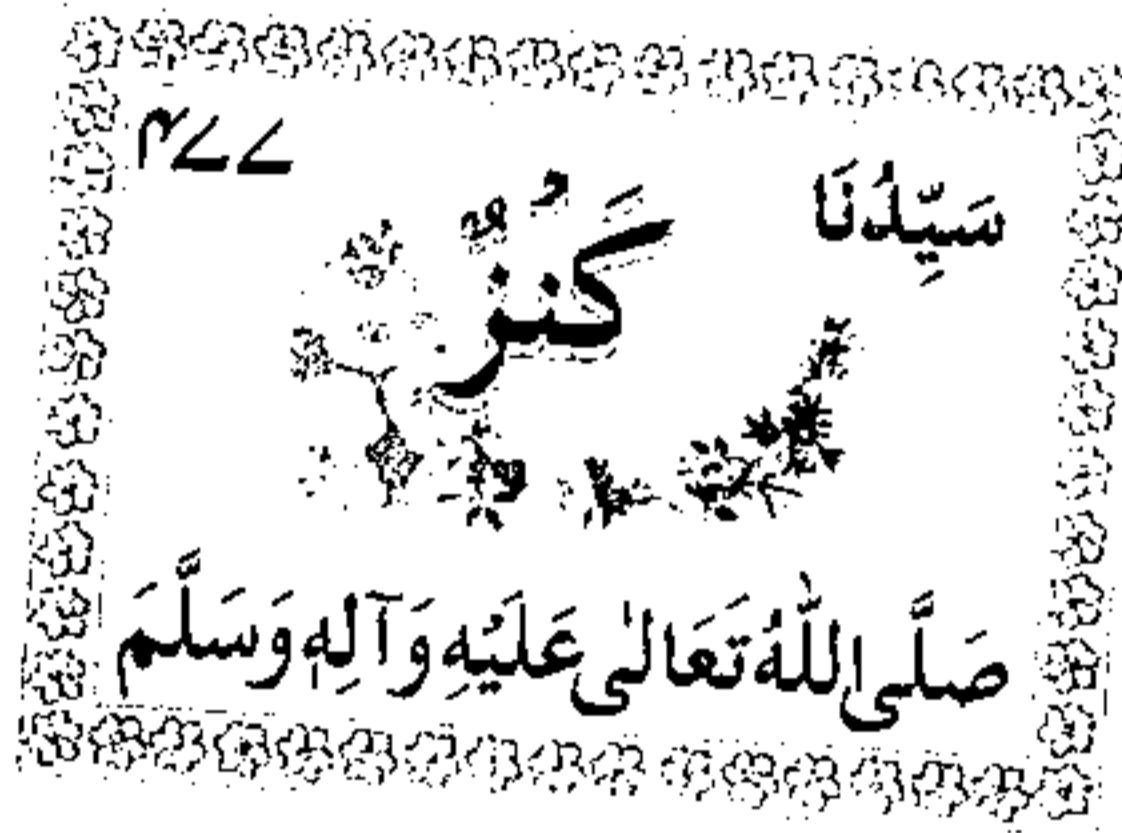 سَيِّدُنَا ۴۷۷
كَنُزٌ
صَلَّى اللّٰهُ تَعَالٰى عَلَيْهِ وَآلِهٖ وَسَلَّمَ